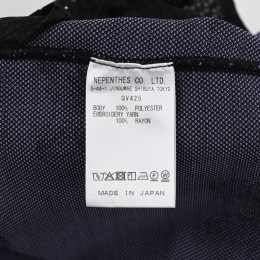 NEPENTHES CO., LTD.
5-44-1 JINGUMAE SHIBUYA TOKYO
QV425
BODY 100% POLYESTER
EMBROIDERY YARN
100% RAYON
MADE IN JAPAN